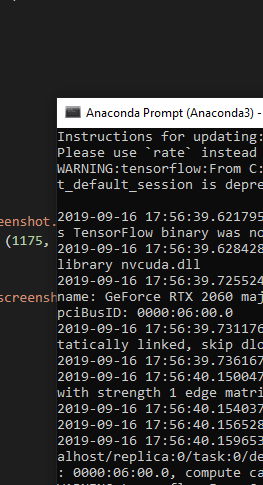 Anaconda Prompt (Anaconda3) -
Instructions for updating:
Please use `rate` instead
WARNING:tensorflow:From C:
t_default_session is depre
2019-09-16 17:56:39.621795
s TensorFlow binary was no
2019-09-16 17:56:39.628428
library nvcuda.dll
2019-09-16 17:56:39.725524
name: GeForce RTX 2060 maj
pciBusID: 0000:06:00.0
2019-09-16 17:56:39.731176
tatically linked, skip dlo
2019-09-16 17:56:39.736167
2019-09-16 17:56:40.150047
with strength 1 edge matri
2019-09-16 17:56:40.154037
2019-09-16 17:56:40.156528
2019-09-16 17:56:40.159653
alhost/replica:0/task:0/de
: 0000:06:00.0, compute ca
eenshot.
(1175,
screensh